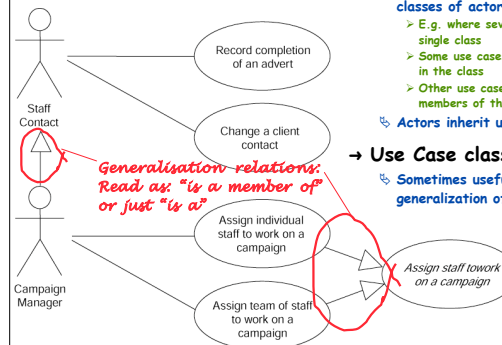 Record completion
of an advert
Change a client
contact
Staff
Contact
Generalisation relations:
Read as: “is a member of”
or just “is a”
Assign individual
staff to work on a
campaign
Assign team of staff
to work on a
campaign
Campaign
Manager
Assign staff towork
on a campaign
classes of actor
➢ E.g. where sev
single class
➢ Some use case
in the class
➢ Other use case
members of th
Actors inherit u
→ Use Case clas
Sometimes usef
generalization of